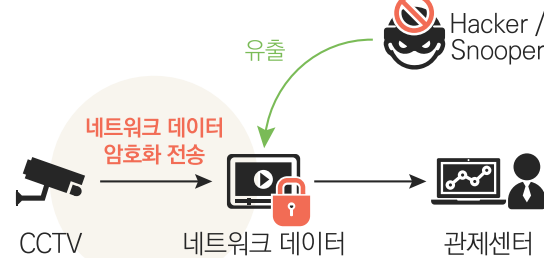 Hacker /
Snooper
유출
네트워크 데이터
암호화 전송
CCTV
네트워크 데이터
관제센터